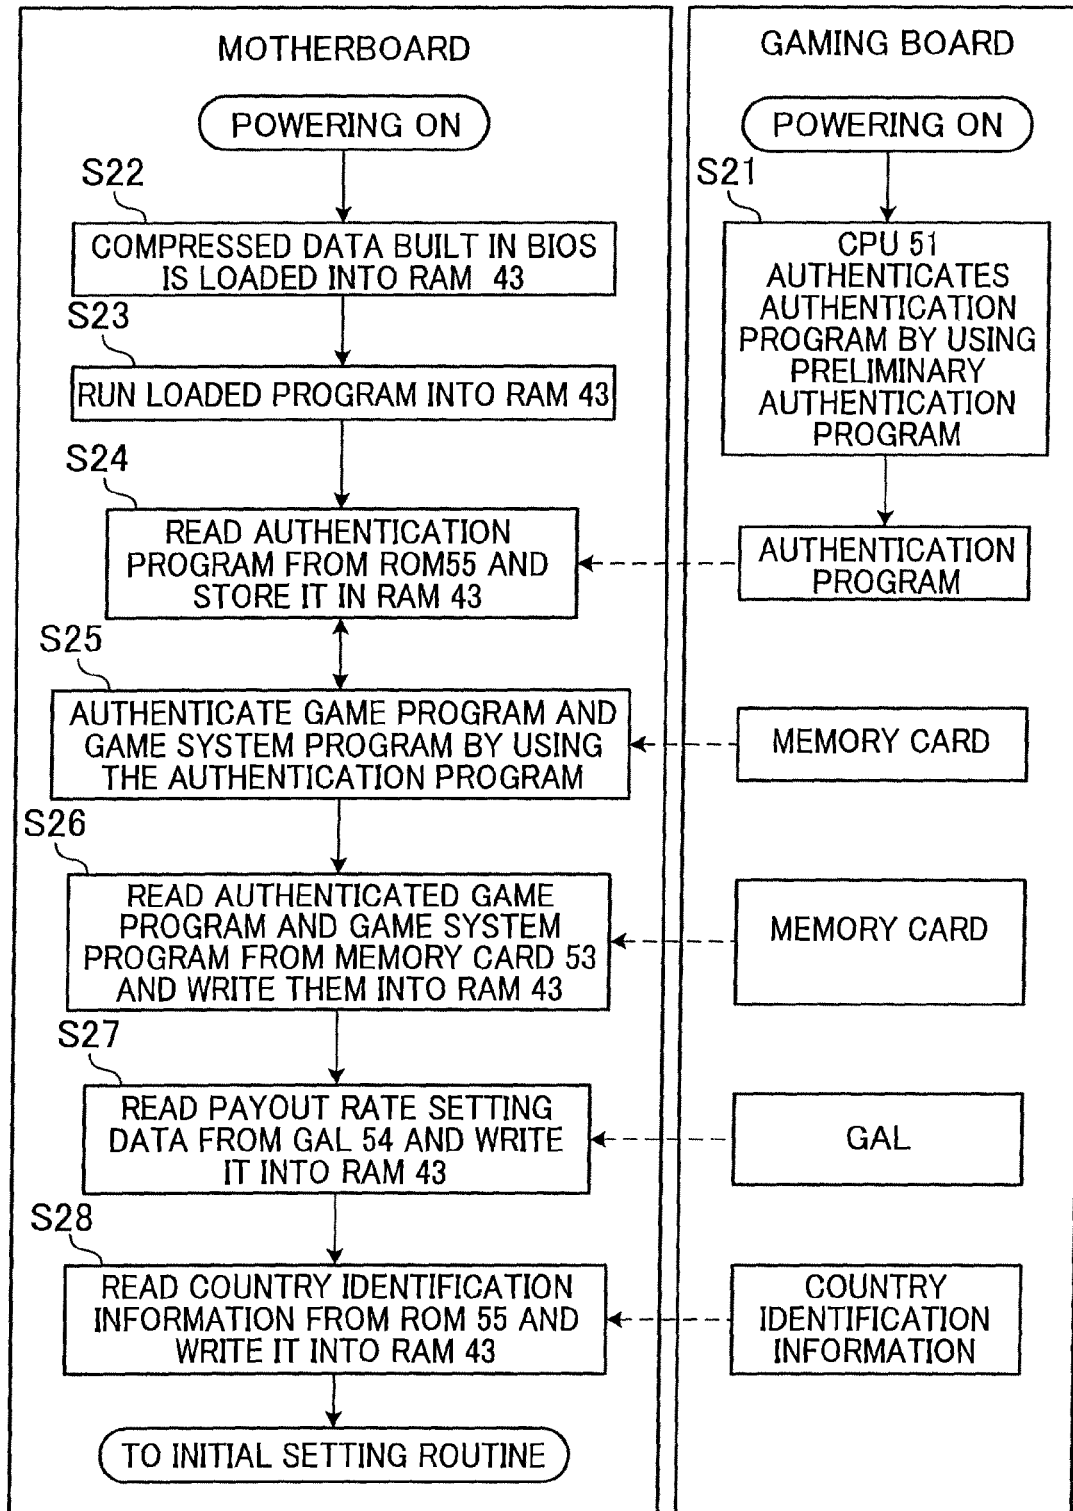 MOTHERBOARD
POWERING ON
S22
COMPRESSED DATA BUILT IN BIOS
IS LOADED INTO RAM 43
S23
RUN LOADED PROGRAM INTO RAM 43
S24
READ AUTHENTICATION
PROGRAM FROM ROM55 AND
STORE IT IN RAM 43
S25
AUTHENTICATE GAME PROGRAM AND
GAME SYSTEM PROGRAM BY USING
THE AUTHENTICATION PROGRAM
S26
READ AUTHENTICATED GAME
PROGRAM AND GAME SYSTEM
PROGRAM FROM MEMORY CARD 53
AND WRITE THEM INTO RAM 43
S27
READ PAYOUT RATE SETTING
DATA FROM GAL 54 AND WRITE
IT INTO RAM 43
S28
READ COUNTRY IDENTIFICATION
INFORMATION FROM ROM 55 AND
WRITE IT INTO RAM 43
TO INITIAL SETTING ROUTINE
GAMING BOARD
POWERING ON
S21
CPU 51
AUTHENTICATES
AUTHENTICATION
PROGRAM BY USING
PRELIMINARY
AUTHENTICATION
PROGRAM
AUTHENTICATION
PROGRAM
MEMORY CARD
MEMORY CARD
GAL
COUNTRY
IDENTIFICATION
INFORMATION